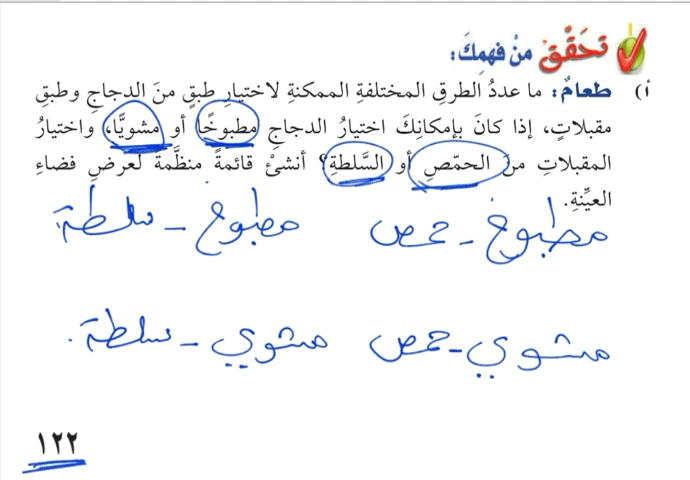 تحقَّقْ منْ فهمِكَ:
أ) طعامٌ: ما عددُ الطرقِ المختلفةِ الممكنةِ لاختيارِ طبقٍ منَ الدجاجِ وطبقِ
مقبلاتٍ، إذا كانَ بإمكانِكَ اختيارُ الدجاجِ مطبوخًا أو مشويًّا، واختيارُ
المقبلاتِ منَ الحمّصِ أو السَّلطةِ؟ أنشئْ قائمةً منظَّمةً لعرضِ فضاءِ
العيِّنةِ.
مطبوخ - حمص مطبوخ - سلطة
مشوي - حمص مشوي - سلطة.
١٢٢